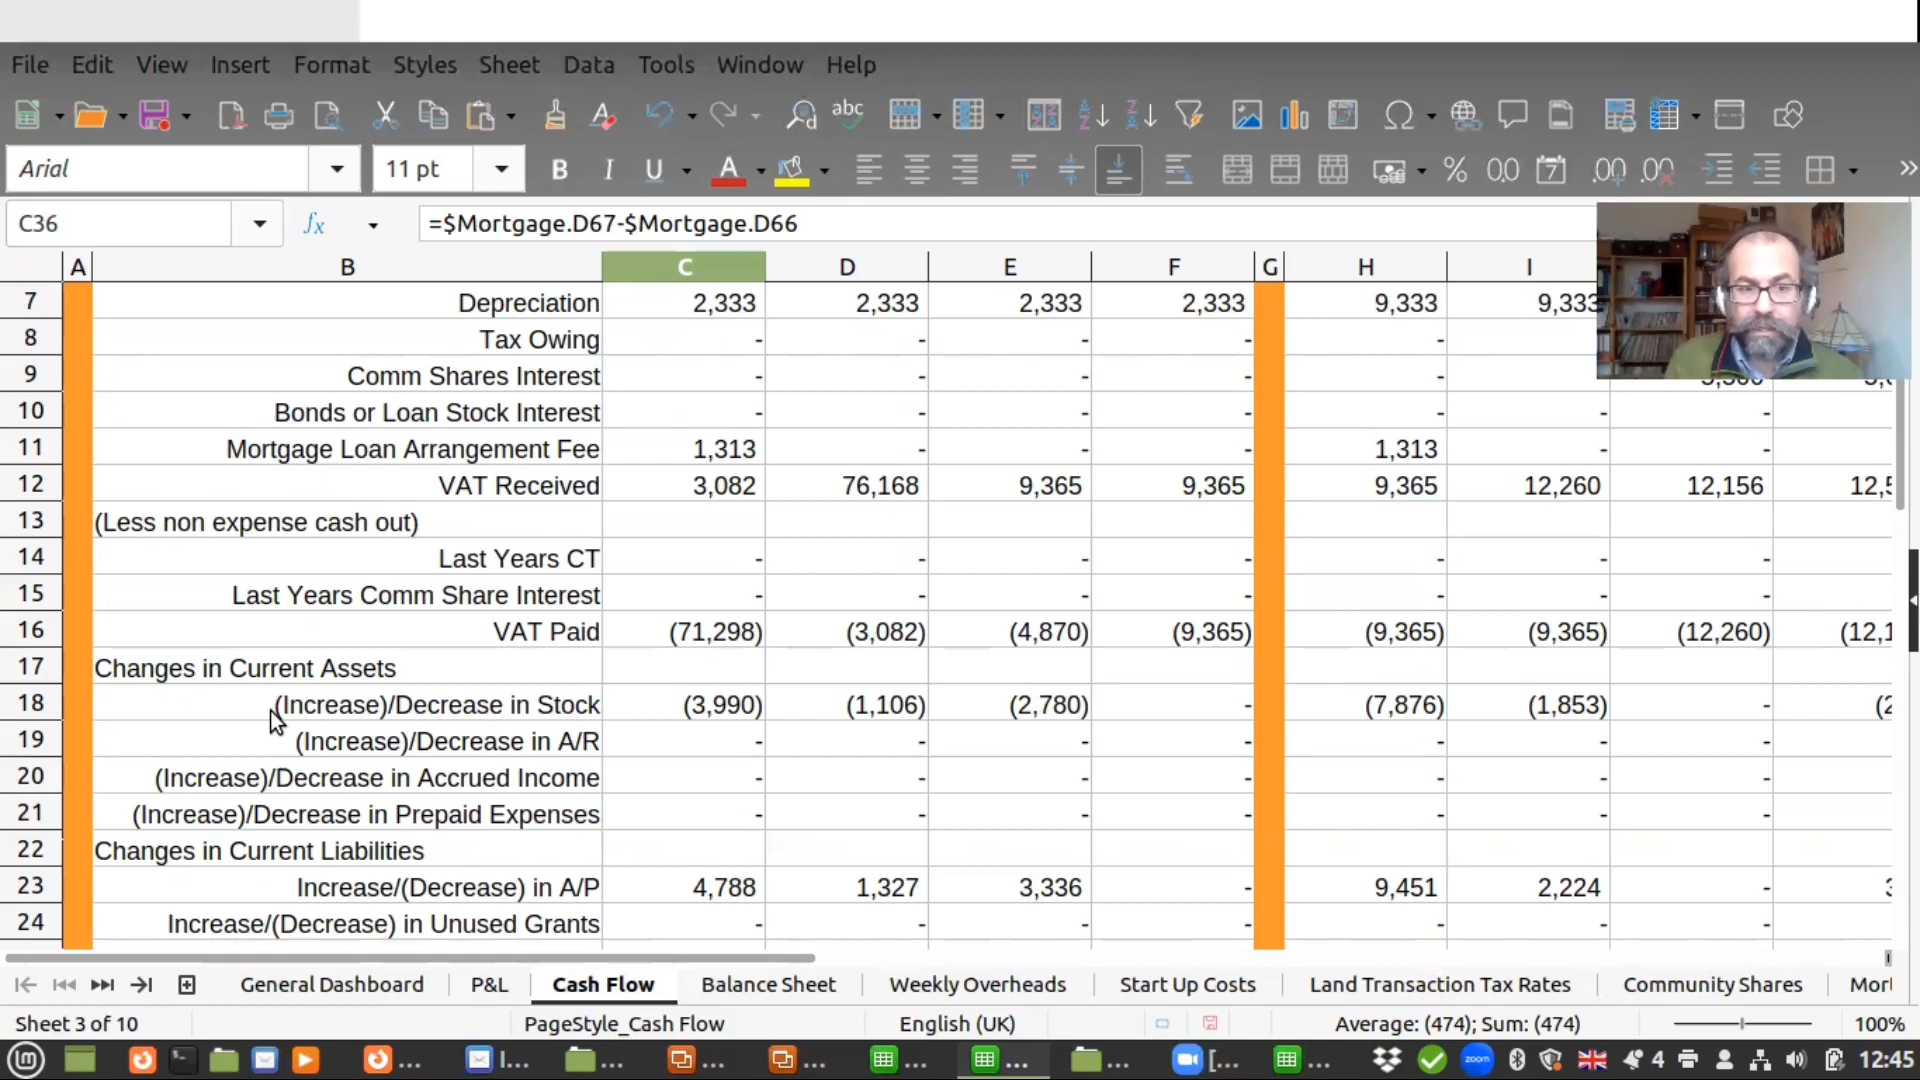 File Edit View Insert Format Styles Sheet Data Tools Window Help
Arial 11 pt
C36 =$Mortgage.D67-$Mortgage.D66
A B C D E F G H I
7 Depreciation 2,333 2,333 2,333 2,333 9,333 9,333
8 Tax Owing - - - - - -
9 Comm Shares Interest - - - - -
10 Bonds or Loan Stock Interest - - - - - - -
11 Mortgage Loan Arrangement Fee 1,313 - - - 1,313 - -
12 VAT Received 3,082 76,168 9,365 9,365 9,365 12,260 12,156
13 (Less non expense cash out)
14 Last Years CT - - - - - - -
15 Last Years Comm Share Interest - - - - - - -
16 VAT Paid (71,298) (3,082) (4,870) (9,365) (9,365) (9,365) (12,260)
17 Changes in Current Assets
18 (Increase)/Decrease in Stock (3,990) (1,106) (2,780) - (7,876) (1,853) -
19 (Increase)/Decrease in A/R - - - - - - -
20 (Increase)/Decrease in Accrued Income - - - - - - -
21 (Increase)/Decrease in Prepaid Expenses - - - - - - -
22 Changes in Current Liabilities
23 Increase/(Decrease) in A/P 4,788 1,327 3,336 - 9,451 2,224 -
24 Increase/(Decrease) in Unused Grants - - - - - - -
General Dashboard P&L Cash Flow Balance Sheet Weekly Overheads Start Up Costs Land Transaction Tax Rates Community Shares
Sheet 3 of 10 PageStyle_Cash Flow English (UK) Average: (474); Sum: (474) 100%
zoom 4 12:45